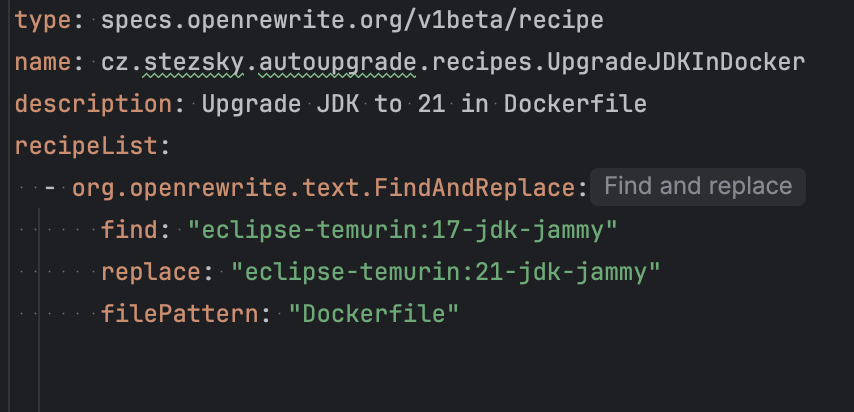 type: specs.openrewrite.org/v1beta/recipe
name: cz.stezsky.autoupgrade.recipes.UpgradeJDKInDocker
description: Upgrade JDK to 21 in Dockerfile
recipeList:
  - org.openrewrite.text.FindAndReplace: Find and replace
      find: "eclipse-temurin:17-jdk-jammy"
      replace: "eclipse-temurin:21-jdk-jammy"
      filePattern: "Dockerfile"